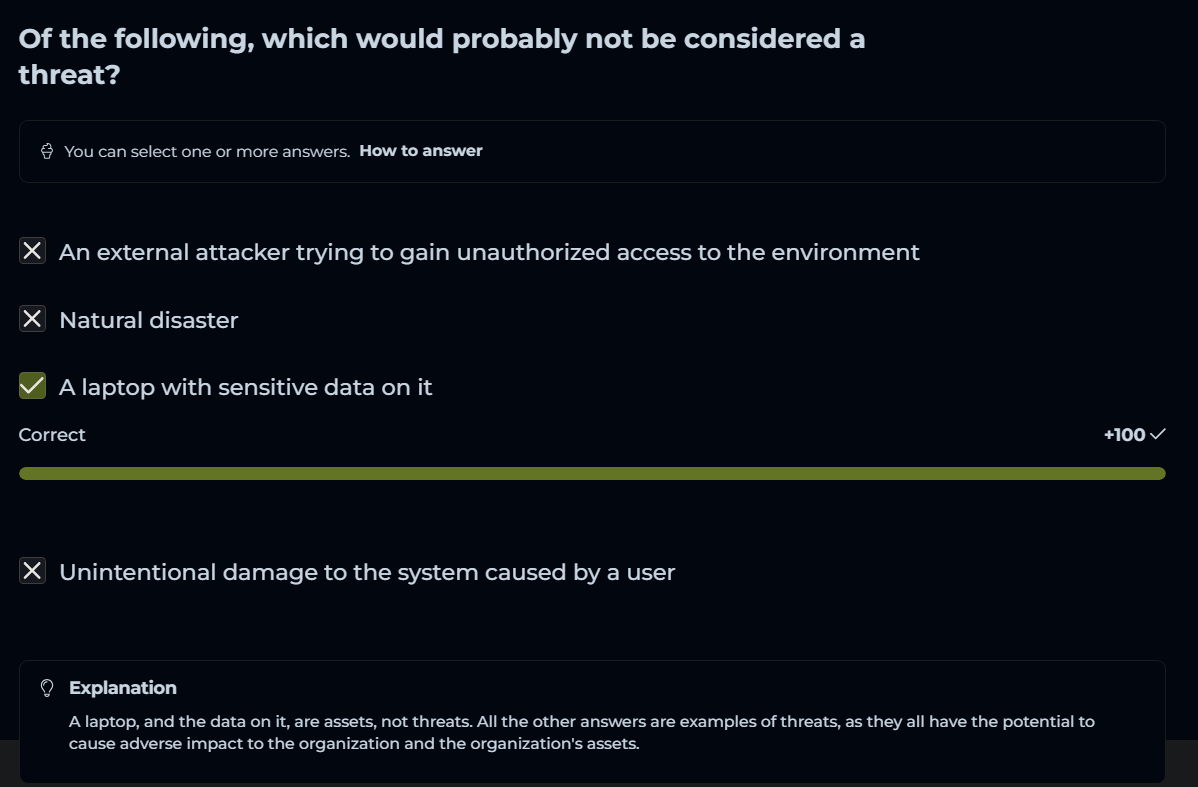 Of the following, which would probably not be considered a
threat?
You can select one or more answers. How to answer
An external attacker trying to gain unauthorized access to the environment
Natural disaster
A laptop with sensitive data on it
Correct
+100
Unintentional damage to the system caused by a user
Explanation
A laptop, and the data on it, are assets, not threats. All the other answers are examples of threats, as they all have the potential to
cause adverse impact to the organization and the organization's assets.